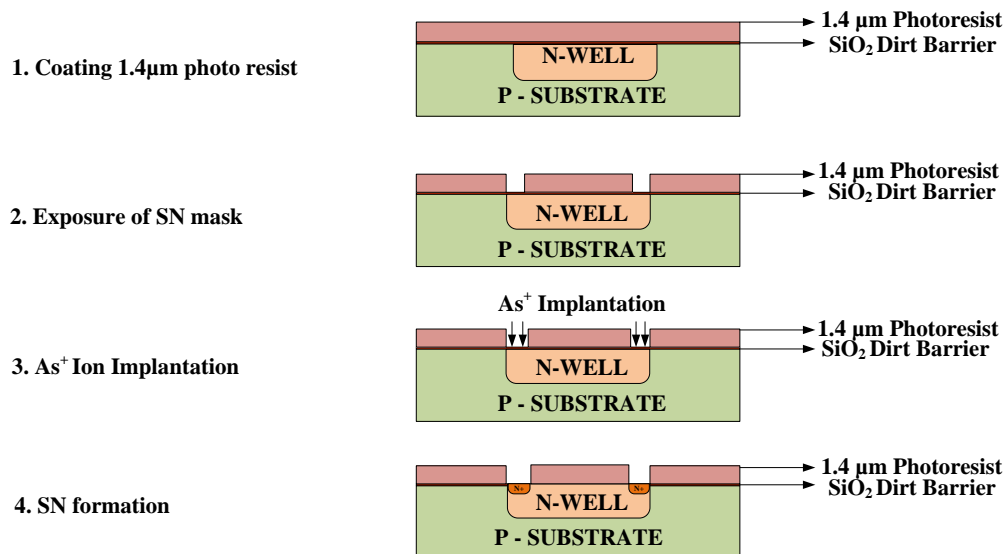 1.4 µm Photoresist
SiO₂ Dirt Barrier
1. Coating 1.4µm photo resist
N-WELL
P - SUBSTRATE
1.4 µm Photoresist
SiO₂ Dirt Barrier
2. Exposure of SN mask
N-WELL
P - SUBSTRATE
As⁺ Implantation
1.4 µm Photoresist
SiO₂ Dirt Barrier
3. As⁺ Ion Implantation
N-WELL
P - SUBSTRATE
1.4 µm Photoresist
SiO₂ Dirt Barrier
4. SN formation
N+
N-WELL
N+
P - SUBSTRATE